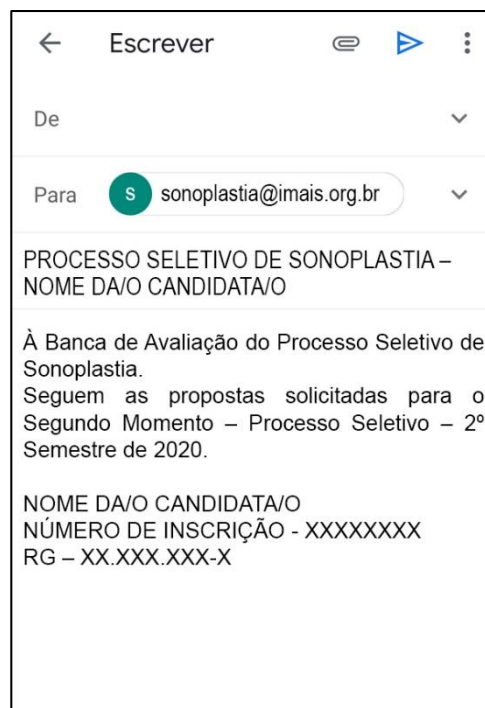 Escrever
De
Para S sonoplastia@imais.org.br
PROCESSO SELETIVO DE SONOPLASTIA –
NOME DA/O CANDIDATA/O
À Banca de Avaliação do Processo Seletivo de
Sonoplastia.
Seguem as propostas solicitadas para o
Segundo Momento – Processo Seletivo – 2º
Semestre de 2020.
NOME DA/O CANDIDATA/O
NÚMERO DE INSCRIÇÃO - XXXXXXXX
RG – XX.XXX.XXX-X